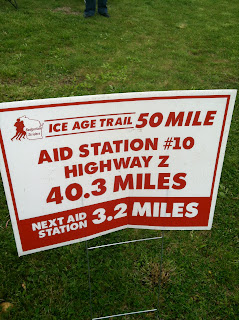 ICE AGE TRAIL 50 MILE
AID STATION #10
HIGHWAY Z
40.3 MILES
NEXT AID
STATION 3.2 MILES